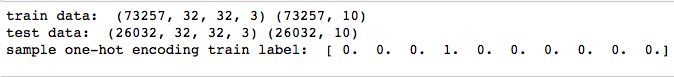 train data:  (73257, 32, 32, 3) (73257, 10)
test data:  (26032, 32, 32, 3) (26032, 10)
sample one-hot encoding train label:  [ 0.  0.  0.  1.  0.  0.  0.  0.  0.  0.]